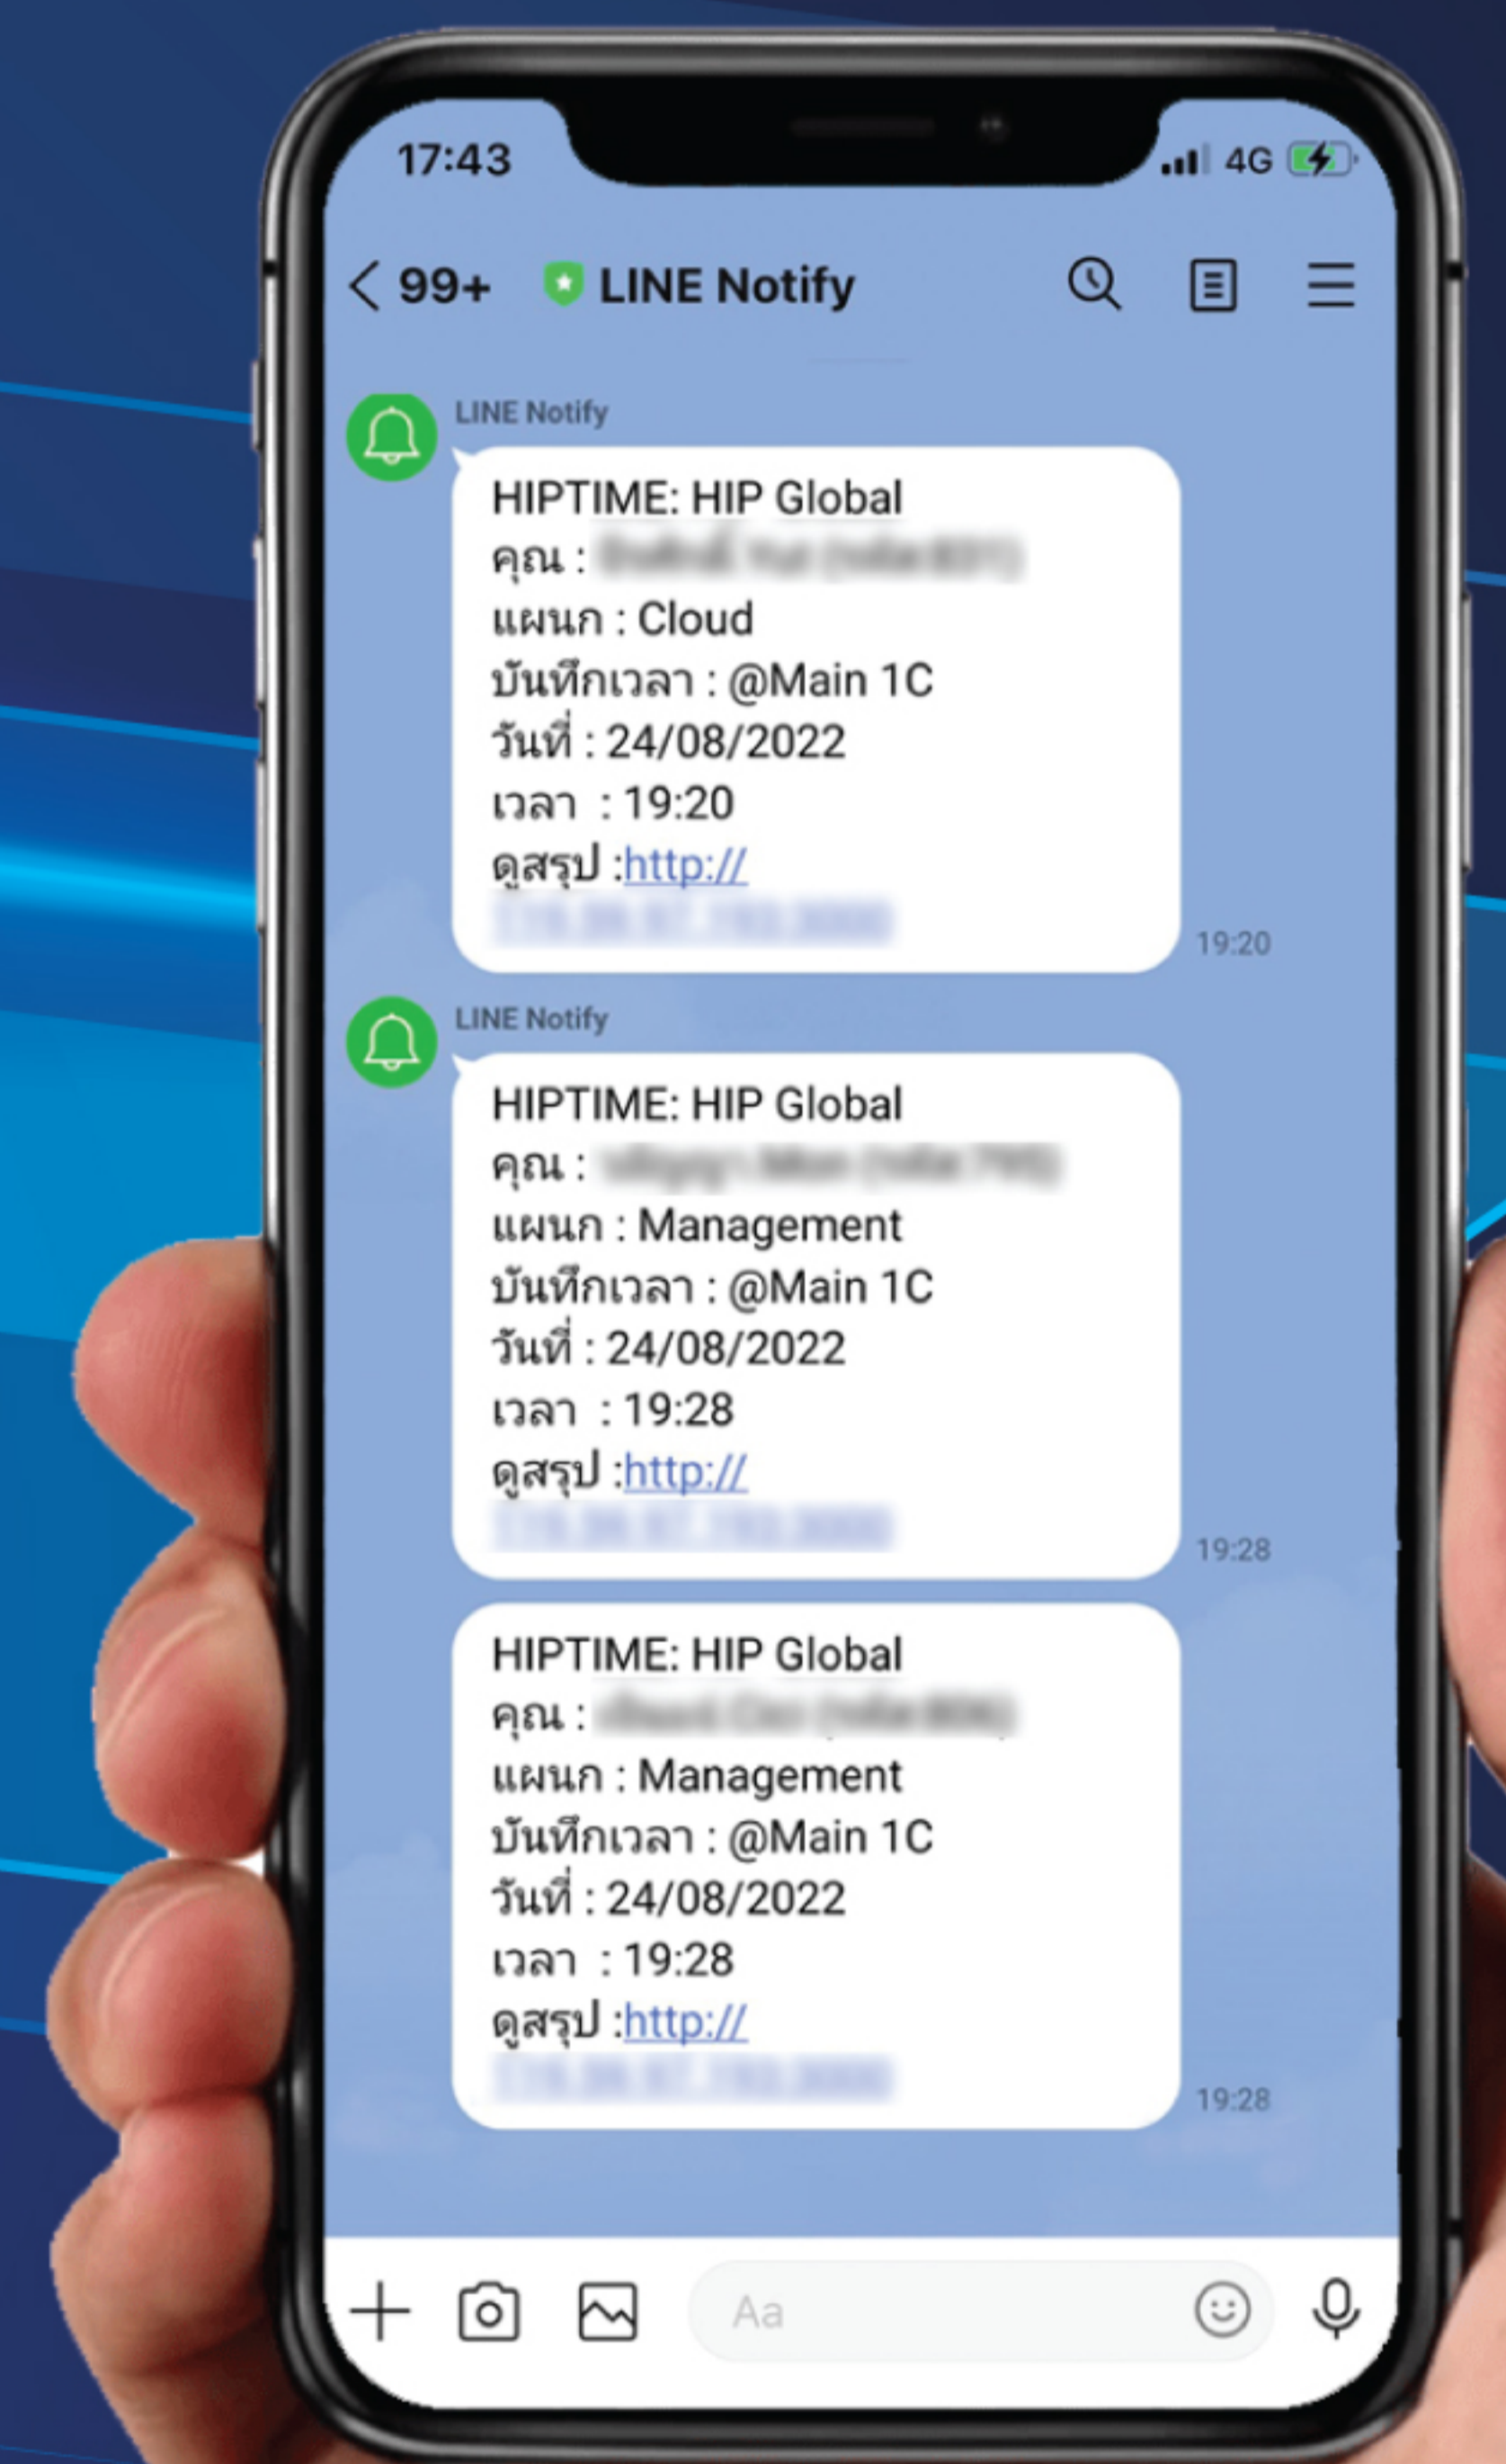 17:43
4G
99+ LINE Notify
LINE Notify
HIPTIME: HIP Global
คุณ :
แผนก : Cloud
บันทึกเวลา : @Main 1C
วันที่ : 24/08/2022
เวลา : 19:20
ดูสรุป :http://
19:20
LINE Notify
HIPTIME: HIP Global
คุณ :
แผนก : Management
บันทึกเวลา : @Main 1C
วันที่ : 24/08/2022
เวลา : 19:28
ดูสรุป :http://
19:28
HIPTIME: HIP Global
คุณ :
แผนก : Management
บันทึกเวลา : @Main 1C
วันที่ : 24/08/2022
เวลา : 19:28
ดูสรุป :http://
19:28
Aa